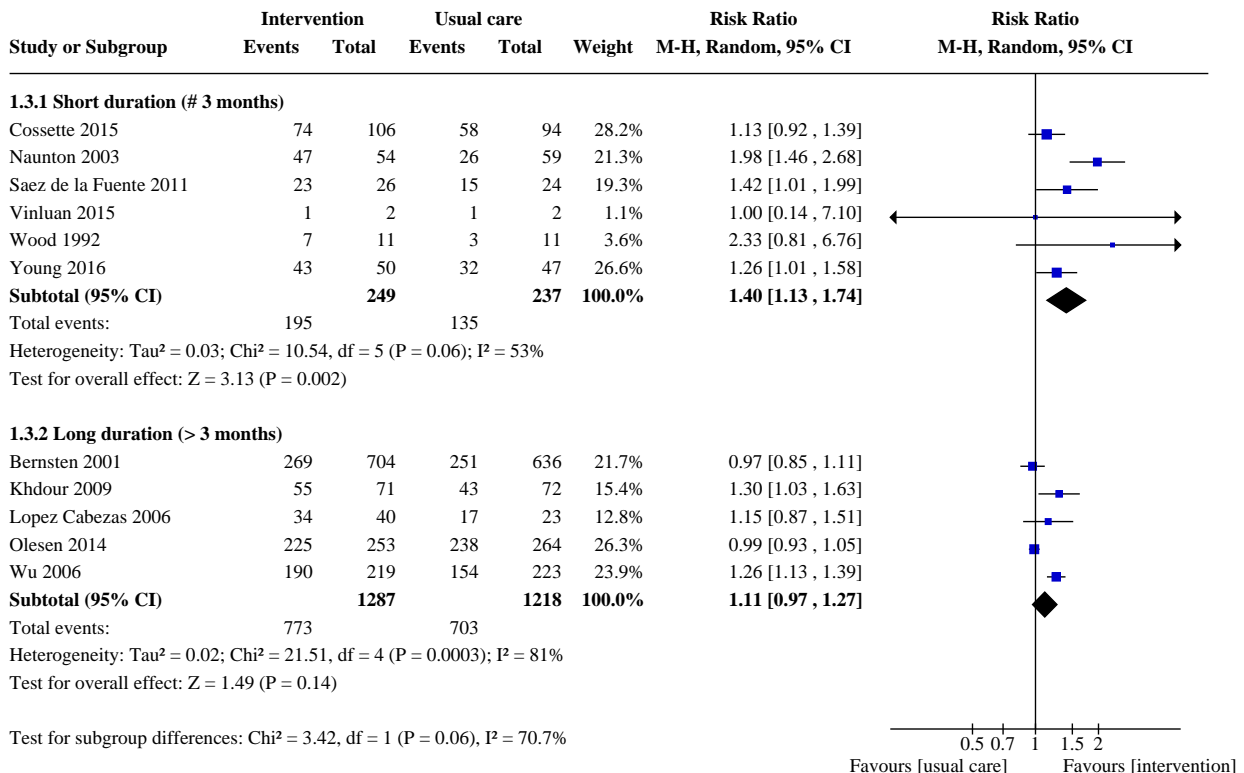 Intervention Usual care Risk Ratio Risk Ratio
Study or Subgroup Events Total Events Total Weight M-H, Random, 95% CI M-H, Random, 95% CI
1.3.1 Short duration (# 3 months)
Cossette 2015 74 106 58 94 28.2% 1.13 [0.92 , 1.39]
Naunton 2003 47 54 26 59 21.3% 1.98 [1.46 , 2.68]
Saez de la Fuente 2011 23 26 15 24 19.3% 1.42 [1.01 , 1.99]
Vinluan 2015 1 2 1 2 1.1% 1.00 [0.14 , 7.10]
Wood 1992 7 11 3 11 3.6% 2.33 [0.81 , 6.76]
Young 2016 43 50 32 47 26.6% 1.26 [1.01 , 1.58]
Subtotal (95% CI) 249 237 100.0% 1.40 [1.13 , 1.74]
Total events: 195 135
Heterogeneity: Tau² = 0.03; Chi² = 10.54, df = 5 (P = 0.06); I² = 53%
Test for overall effect: Z = 3.13 (P = 0.002)
1.3.2 Long duration (> 3 months)
Bernsten 2001 269 704 251 636 21.7% 0.97 [0.85 , 1.11]
Khdour 2009 55 71 43 72 15.4% 1.30 [1.03 , 1.63]
Lopez Cabezas 2006 34 40 17 23 12.8% 1.15 [0.87 , 1.51]
Olesen 2014 225 253 238 264 26.3% 0.99 [0.93 , 1.05]
Wu 2006 190 219 154 223 23.9% 1.26 [1.13 , 1.39]
Subtotal (95% CI) 1287 1218 100.0% 1.11 [0.97 , 1.27]
Total events: 773 703
Heterogeneity: Tau² = 0.02; Chi² = 21.51, df = 4 (P = 0.0003); I² = 81%
Test for overall effect: Z = 1.49 (P = 0.14)
Test for subgroup differences: Chi² = 3.42, df = 1 (P = 0.06), I² = 70.7%
0.5 0.7 1 1.5 2
Favours [usual care] Favours [intervention]